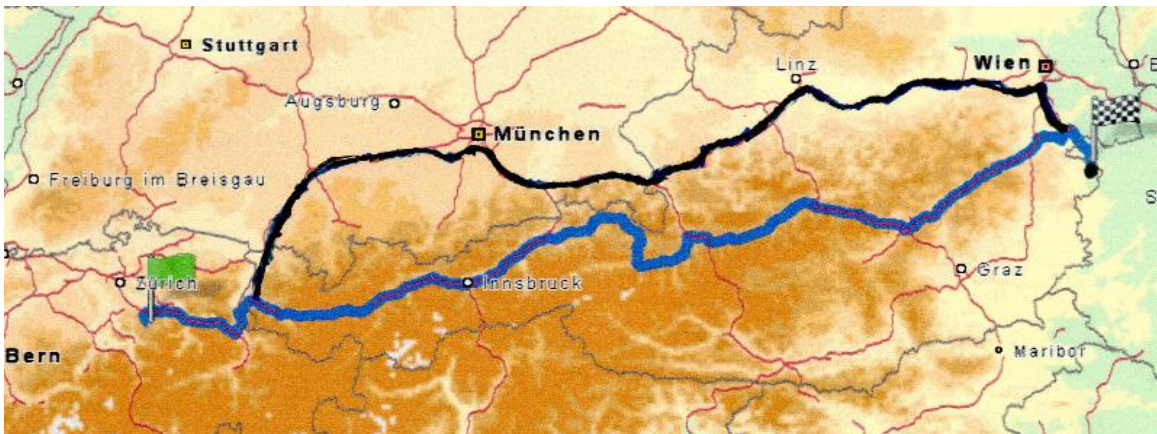 Stuttgart
Linz
Wien
Augsburg
München
Freiburg im Breisgau
Zürich
Innsbruck
Graz
Bern
Maribor